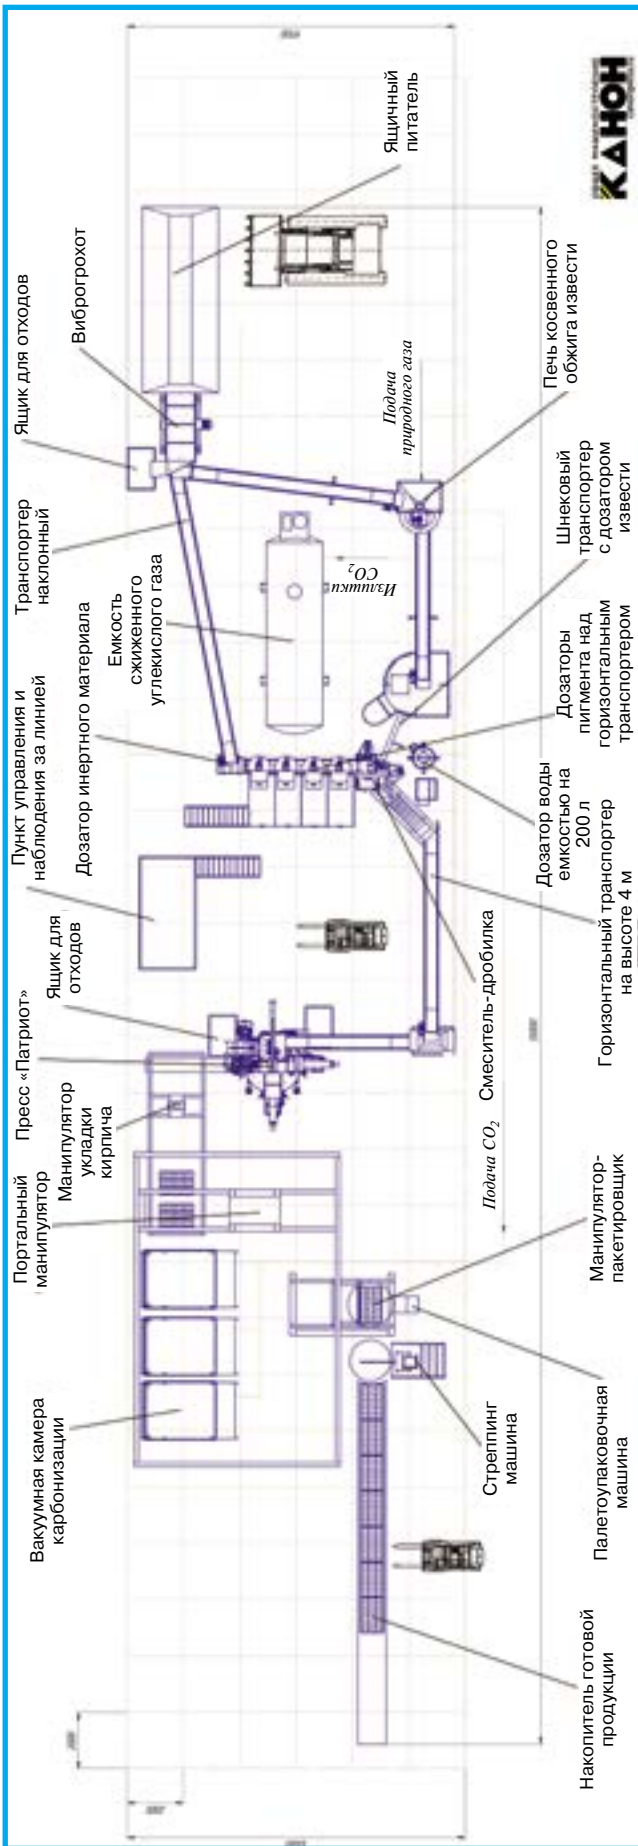 Вакуумная камера
карбонизации
Портальный
манипулятор
Манипулятор
укладки
кирпича
Пресс «Патриот»
Ящик для
отходов
Пункт управления и
наблюдения за линией
Дозатор инертного материала
Емкость
сжиженного
углекислого газа
Транспортер
наклонный
Ящик для отходов
Виброгрохот
Ящичный
питатель
КАНОН
Подача
природного газа
Излишки
CO2
Подача CO2
Накопитель готовой
продукции
Стреппинг
машина
Палетоупаковочная
машина
Манипулятор-
пакетировщик
Смеситель-дробилка
Горизонтальный транспортер
на высоте 4 м
Дозатор воды
емкостью на
200 л
Дозаторы
пигмента над
горизонтальным
транспортером
Шнековый
транспортер
с дозатором
извести
Печь косвенного
обжига извести